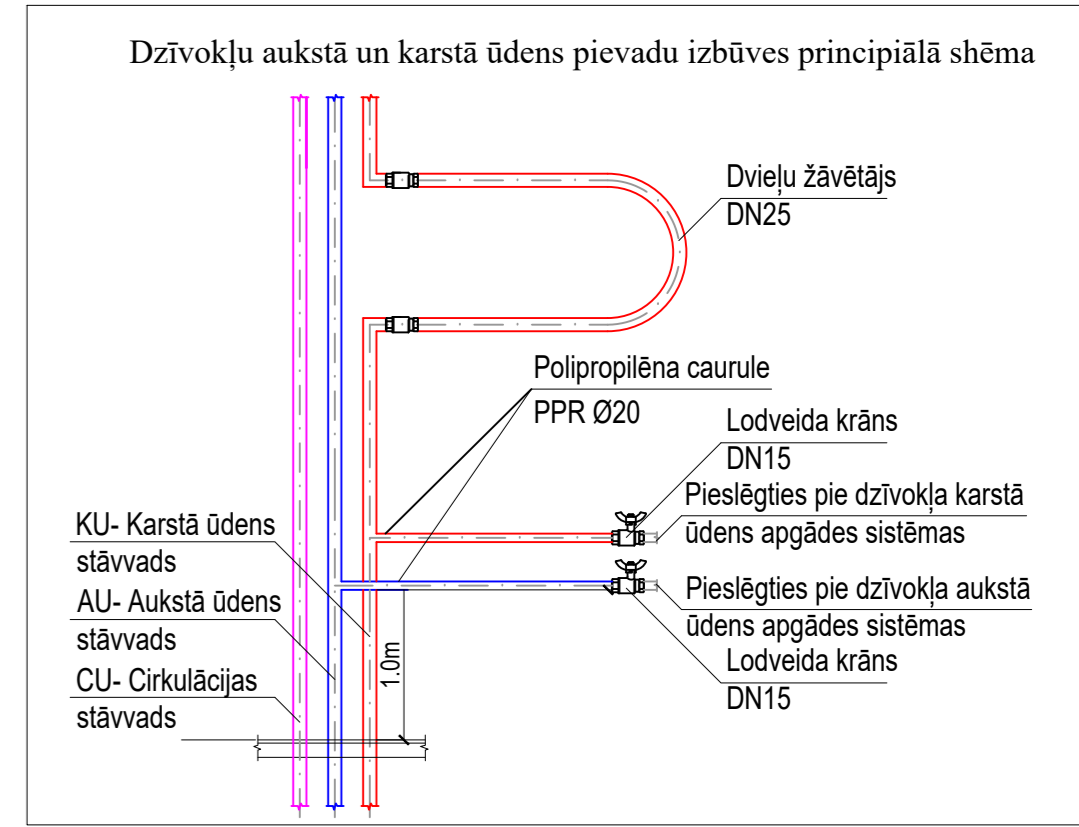 Dzīvokļu aukstā un karstā ūdens pievadu izbūves principiālā shēma
Dvieļu žāvētājs
DN25
Polipropilēna caurule
PPR Ø20
Lodveida krāns
DN15
Pieslēgties pie dzīvokļa karstā
ūdens apgādes sistēmas
KU- Karstā ūdens
stāvvads
AU- Aukstā ūdens
stāvvads
CU- Cirkulācijas
stāvvads
1.0m
Pieslēgties pie dzīvokļa aukstā
ūdens apgādes sistēmas
Lodveida krāns
DN15